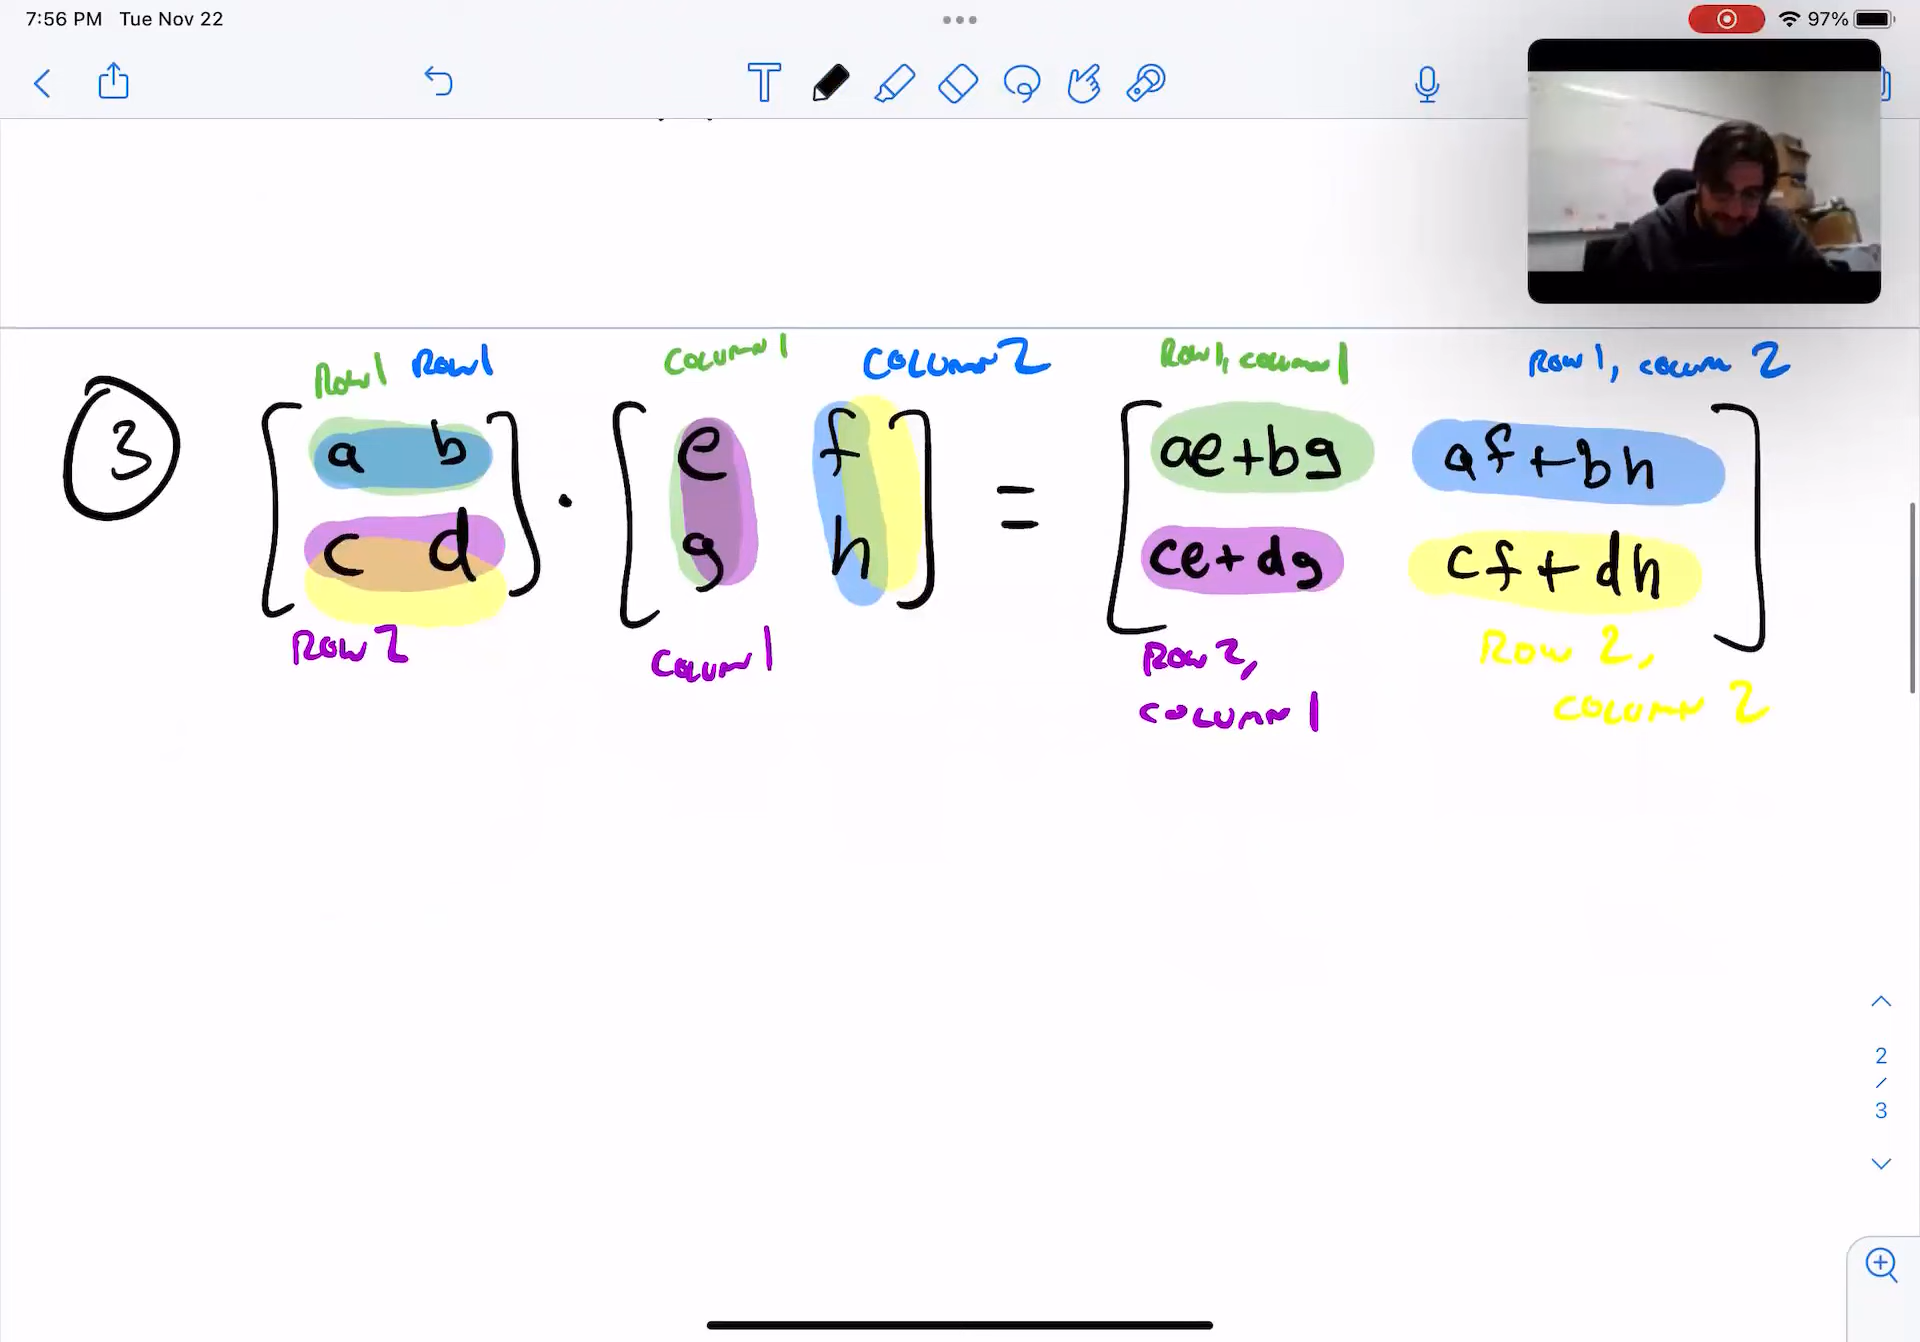 7:56 PM Tue Nov 22
97%
T
Row 1 Row 1 COLUMN 1 COLUMN 2 Row 1, column 1 Row 1, column 2
3
a b e f ae+bg af+bh
· =
c d g h ce+dg cf+dh
Row 2 COLUMN 1 Row 2, Row 2,
COLUMN 1 COLUMN 2
2
/
3